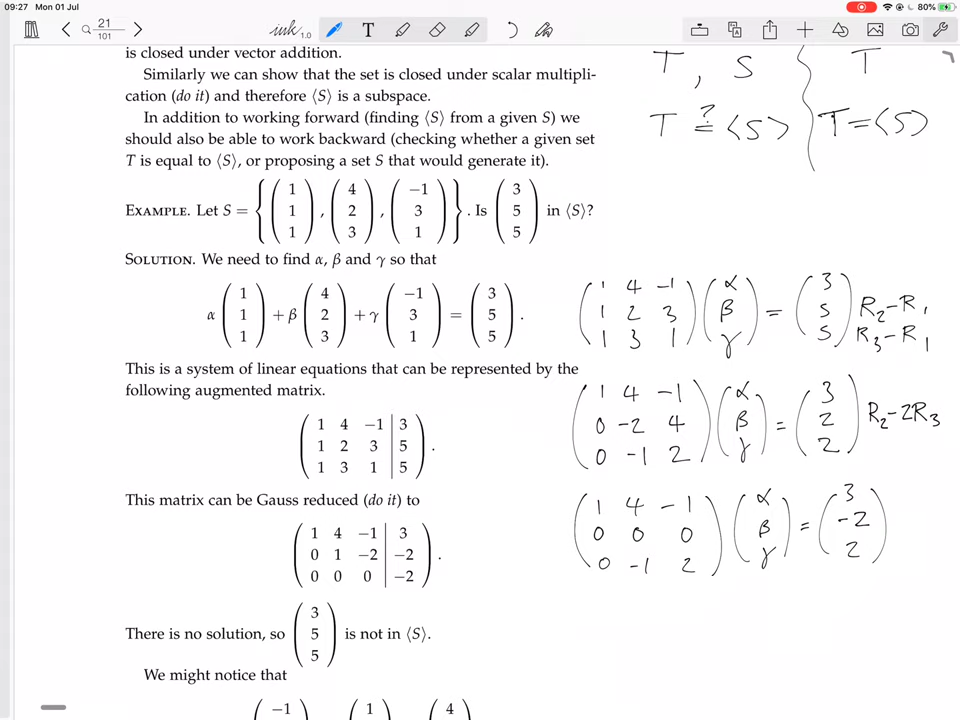 09:27 Mon 01 Jul
80%
21
101
ink 1.0
T
is closed under vector addition.
Similarly we can show that the set is closed under scalar multipli-
cation (do it) and therefore ⟨S⟩ is a subspace.
In addition to working forward (finding ⟨S⟩ from a given S) we
should also be able to work backward (checking whether a given set
T is equal to ⟨S⟩, or proposing a set S that would generate it).
EXAMPLE. Let S = { ( 1 1 1 ) , ( 4 2 3 ) , ( −1 3 1 ) } . Is ( 3 5 5 ) in ⟨S⟩?
SOLUTION. We need to find α, β and γ so that
α ( 1 1 1 ) + β ( 4 2 3 ) + γ ( −1 3 1 ) = ( 3 5 5 ) .
This is a system of linear equations that can be represented by the
following augmented matrix.
( 1 4 −1 | 3
1 2 3 | 5
1 3 1 | 5 ) .
This matrix can be Gauss reduced (do it) to
( 1 4 −1 | 3
0 1 −2 | −2
0 0 0 | −2 ) .
There is no solution, so ( 3 5 5 ) is not in ⟨S⟩.
We might notice that
−1 1 4
T , S
T ≟ ⟨S⟩
T
T = ⟨S⟩
( 1 4 −1 ) ( α ) = ( 3 )
( 1 2 3 ) ( β ) = ( 5 ) R₂−R₁
( 1 3 1 ) ( γ ) = ( 5 ) R₃−R₁
( 1 4 −1 ) ( α ) = ( 3 )
( 0 −2 4 ) ( β ) = ( 2 ) R₂−2R₃
( 0 −1 2 ) ( γ ) = ( 2 )
( 1 4 −1 ) ( α ) = ( 3 )
( 0 0 0 ) ( β ) = ( −2 )
( 0 −1 2 ) ( γ ) = ( 2 )